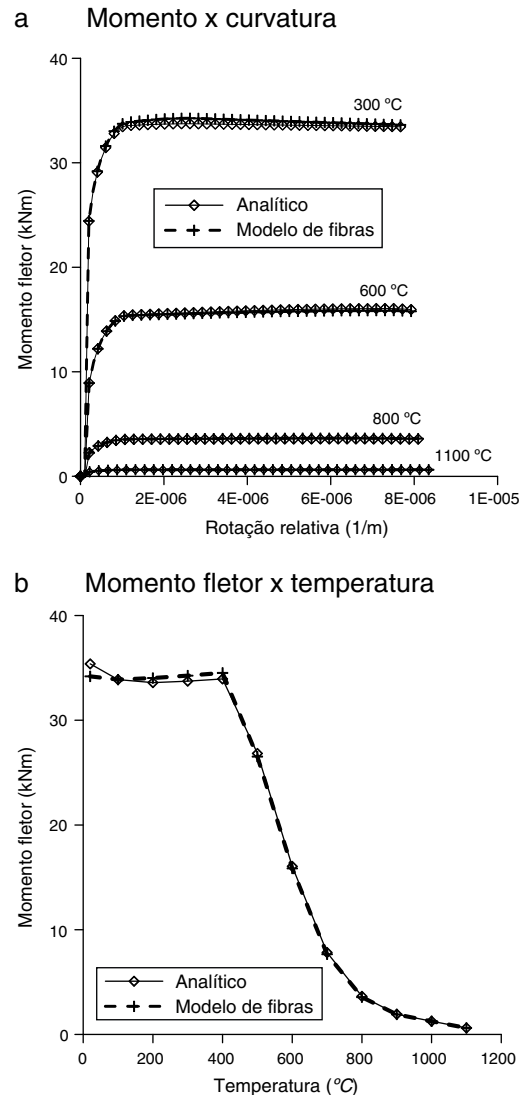 a Momento x curvatura
40
300 ºC
30
Analítico
Modelo de fibras
Momento fletor (kNm)
20
600 ºC
10
800 ºC
1100 ºC
0
0 2E-006 4E-006 6E-006 8E-006 1E-005
Rotação relativa (1/m)
b Momento fletor x temperatura
40
30
Momento fletor (kNm)
20
10
Analítico
Modelo de fibras
0
0 200 400 600 800 1000 1200
Temperatura (ºC)